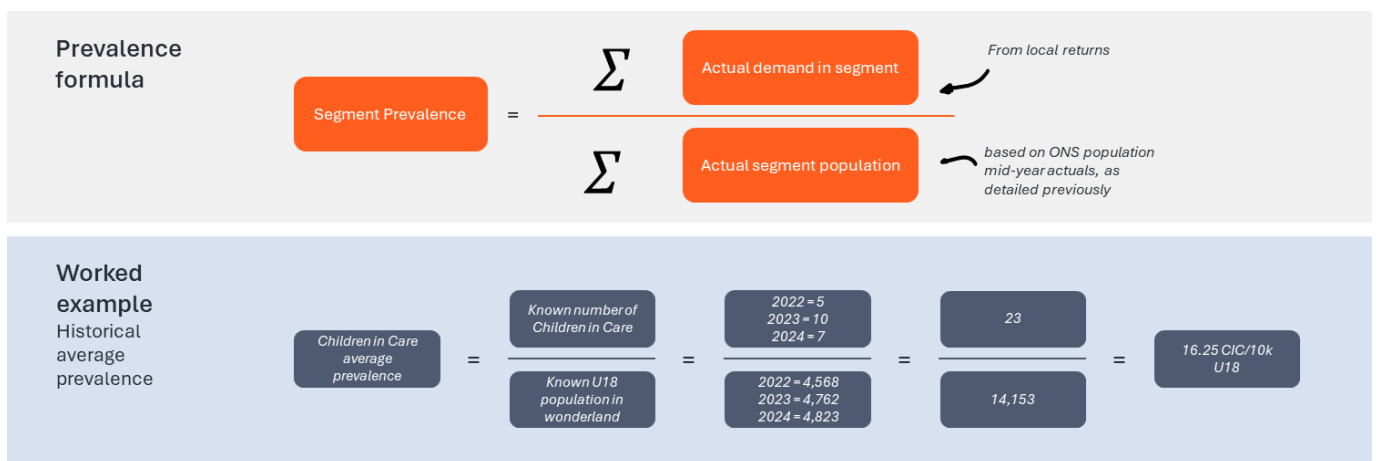 Prevalence
formula
Segment Prevalence
=
Σ
Actual demand in segment
Σ
Actual segment population
From local returns
based on ONS population
mid-year actuals, as
detailed previously
Worked
example
Historical
average
prevalence
Children in Care
average
prevalence
=
Known number of
Children in Care
Known U18
population in
wonderland
=
2022 = 5
2023 = 10
2024 = 7
2022 = 4,568
2023 = 4,762
2024 = 4,823
=
23
14,153
=
16.25 CIC/10k
U18